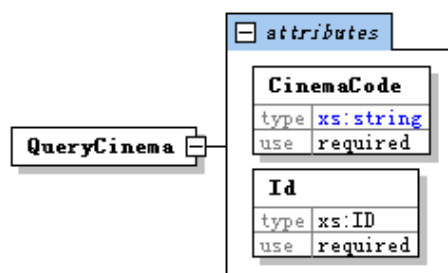 attributes
CinemaCode
type xs:string
use required
QueryCinema
Id
type xs:ID
use required